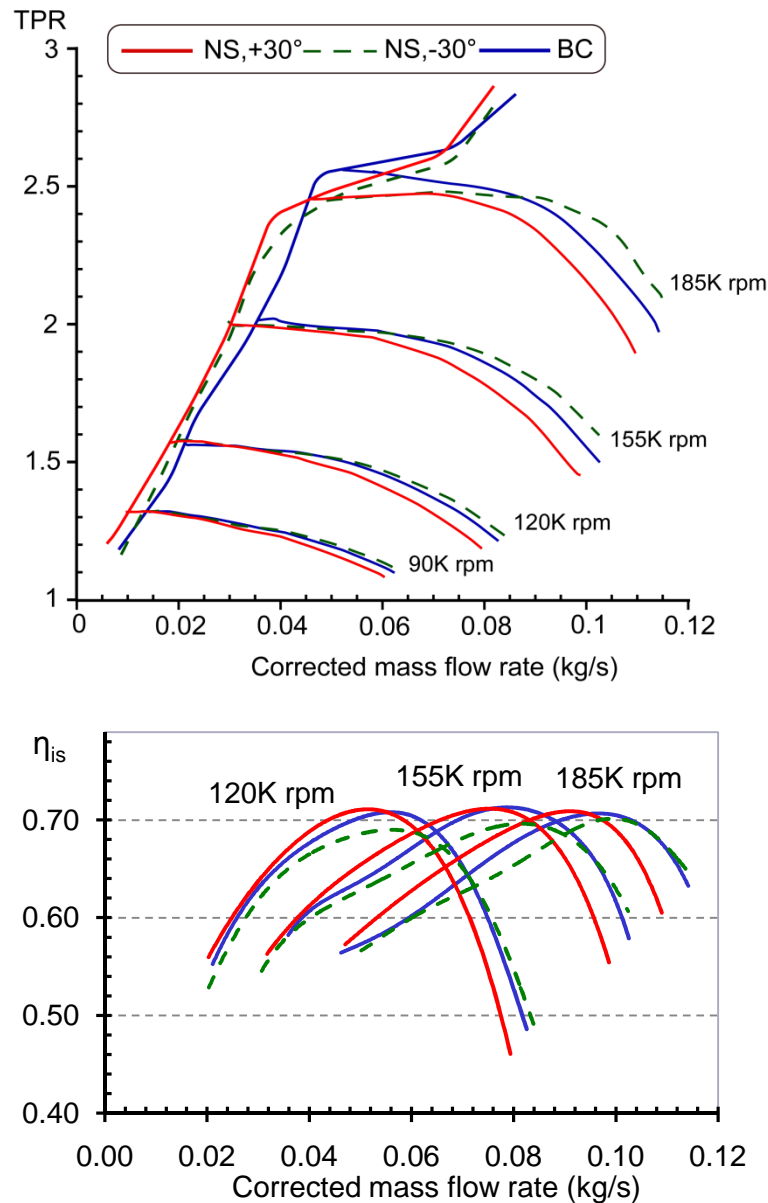 TPR
NS,+30° NS,-30° BC
3
2.5
2
1.5
1
185K rpm
155K rpm
120K rpm
90K rpm
0 0.02 0.04 0.06 0.08 0.10 0.12
Corrected mass flow rate (kg/s)
ηis
120K rpm 155K rpm 185K rpm
0.70
0.60
0.50
0.40
0.00 0.02 0.04 0.06 0.08 0.10 0.12
Corrected mass flow rate (kg/s)